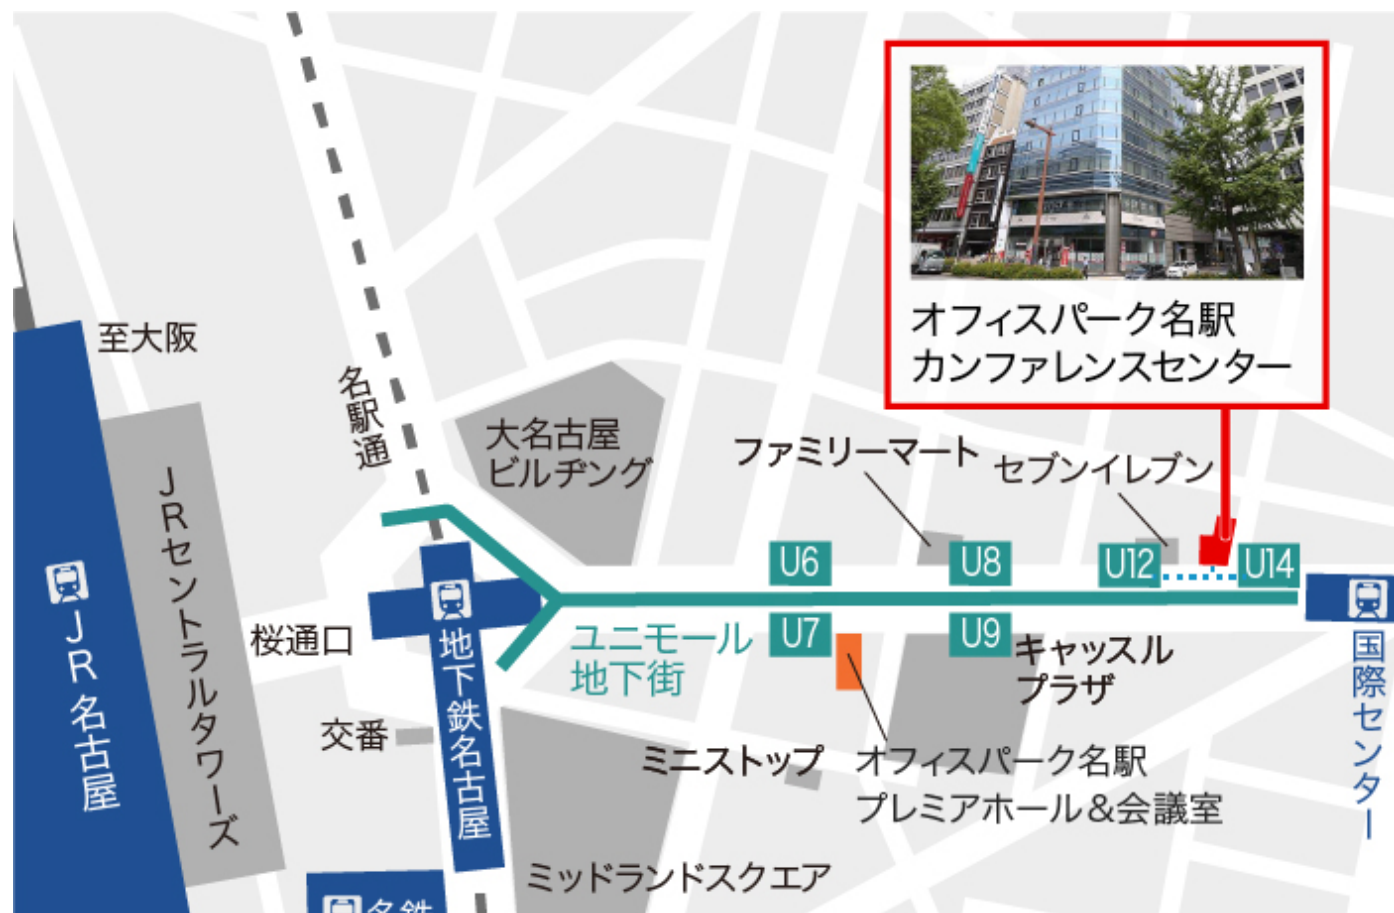 オフィスパーク名駅
カンファレンスセンター
至大阪
名駅通
大名古屋
ビルヂング
ファミリーマート
セブンイレブン
JRセントラルタワーズ
JR名古屋
U6
U8
U12
U14
桜通口
地下鉄名古屋
ユニモール
地下街
U7
U9
キャッスル
プラザ
国際センター
交番
ミニストップ
オフィスパーク名駅
プレミアホール&会議室
ミッドランドスクエア
名鉄